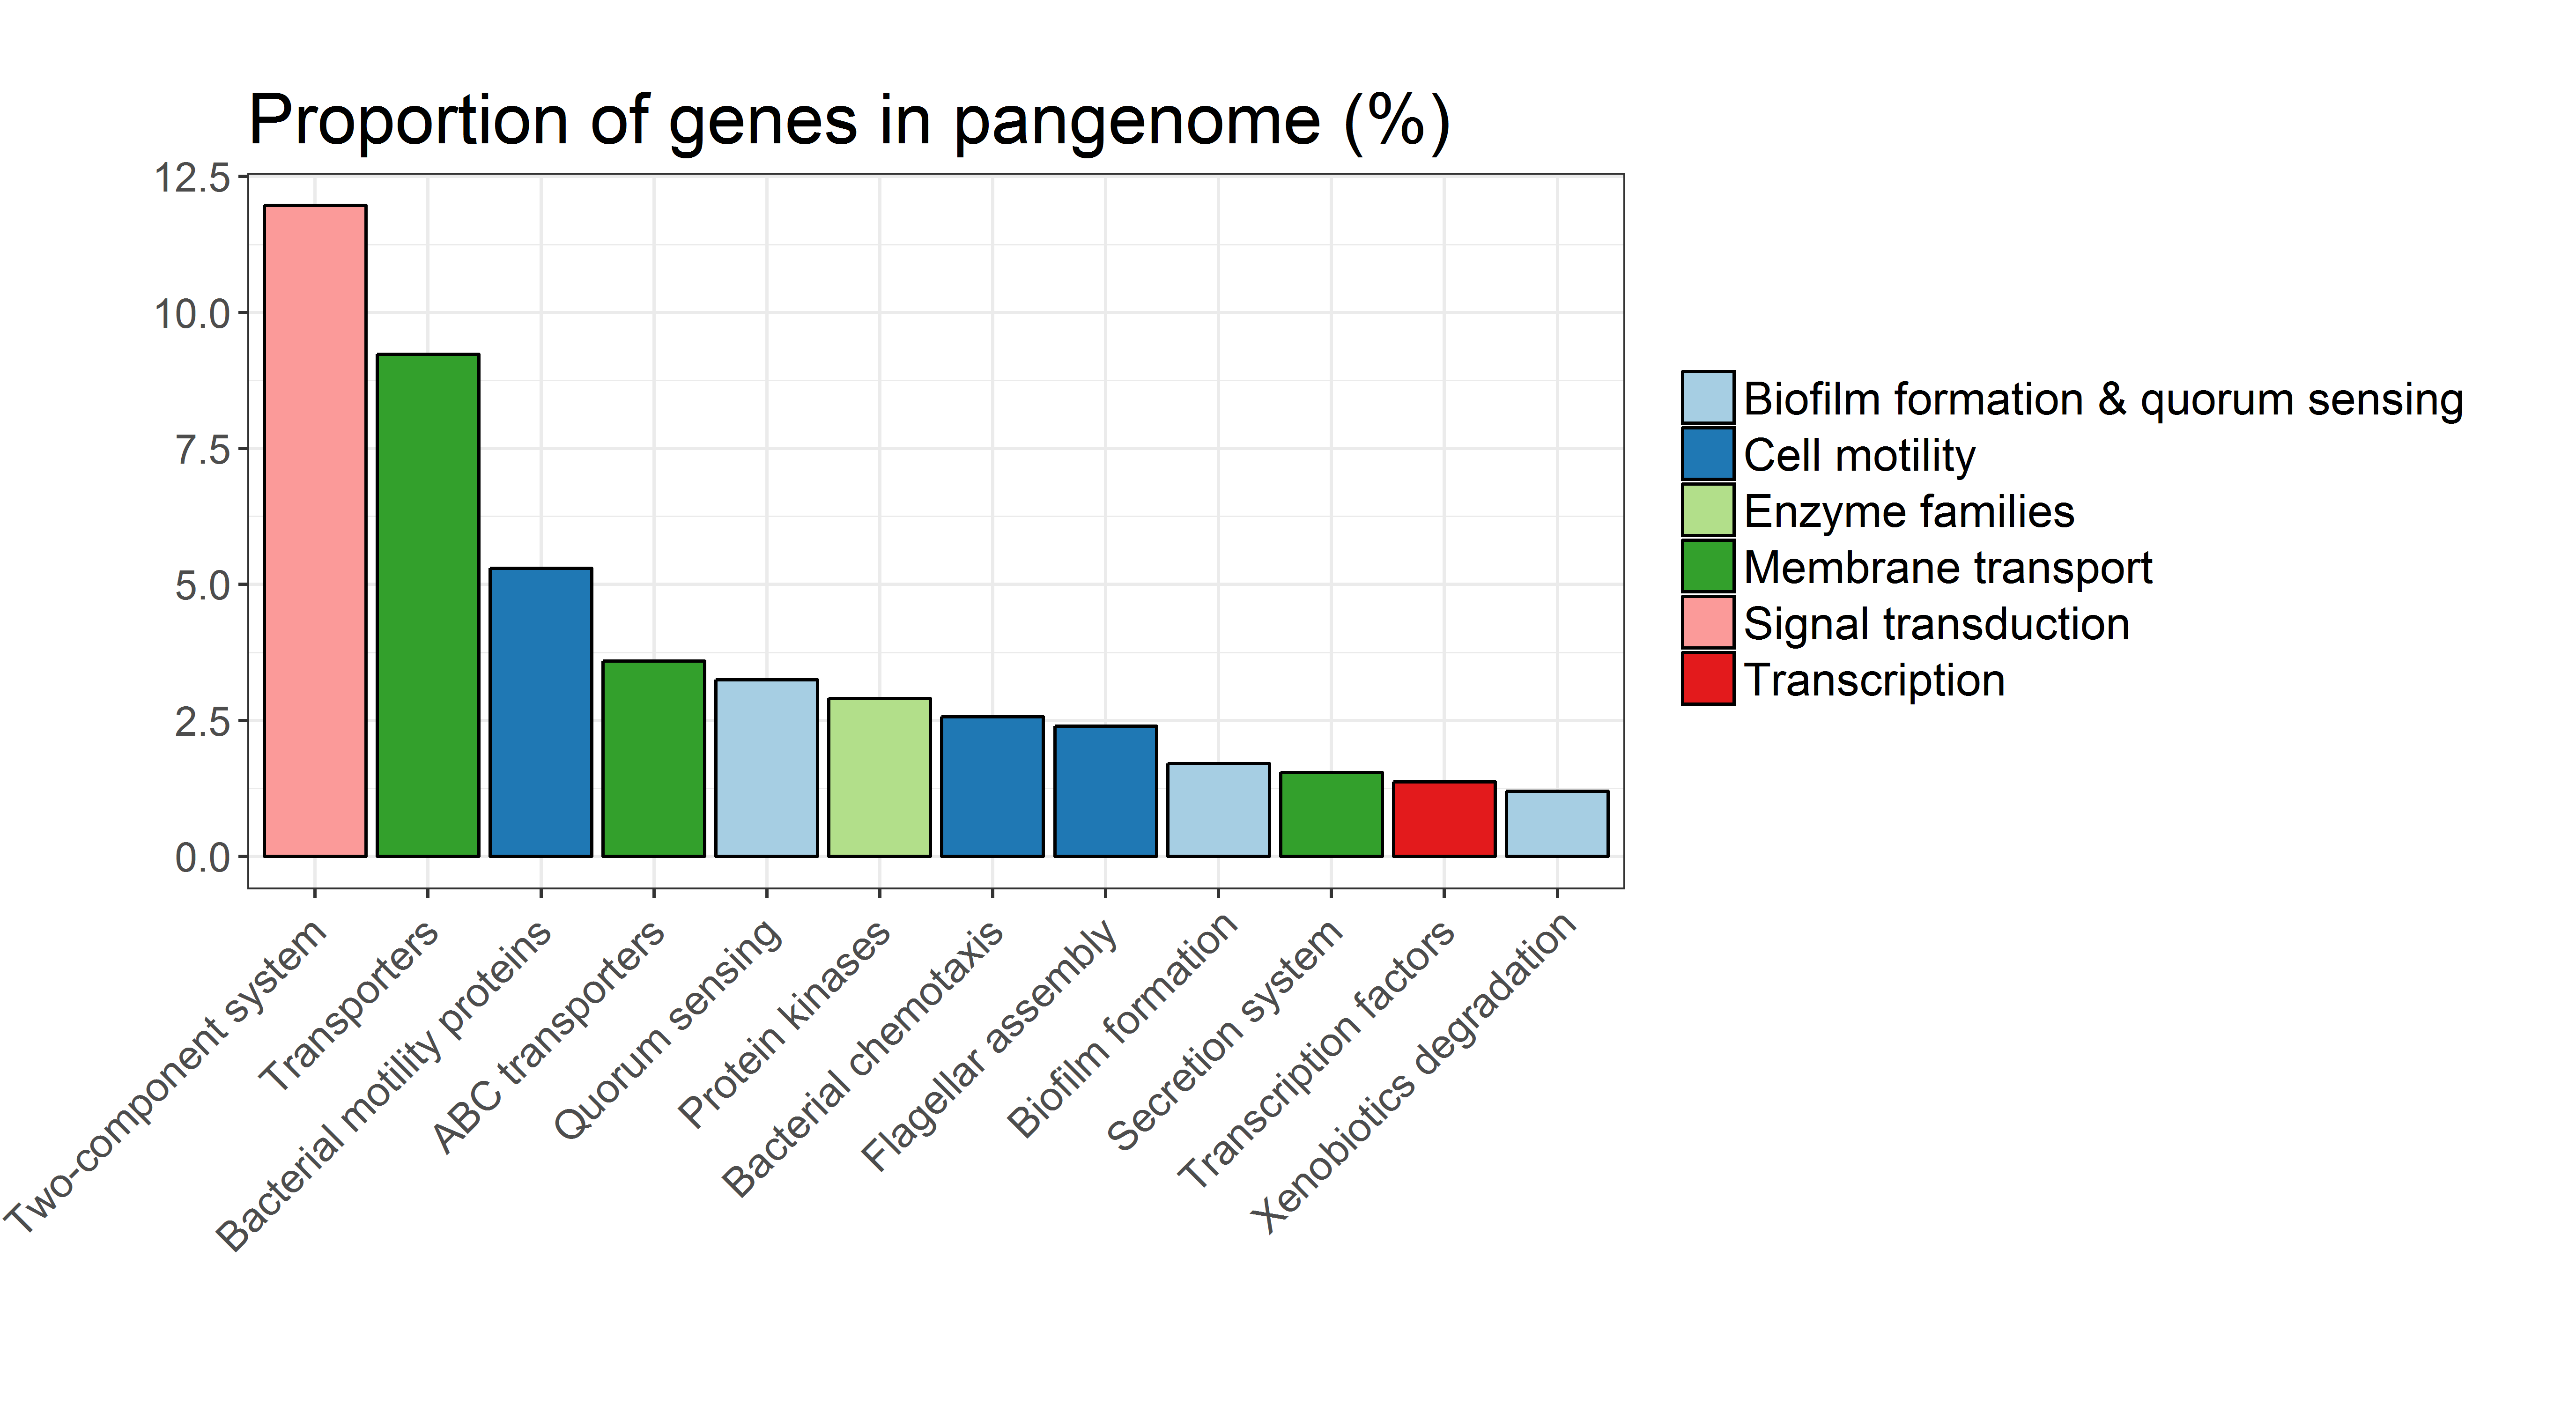 Proportion of genes in pangenome (%)
12.5
10.0
7.5
5.0
2.5
0.0
Two-component system
Transporters
Bacterial motility proteins
ABC transporters
Quorum sensing
Protein kinases
Bacterial chemotaxis
Flagellar assembly
Biofilm formation
Secretion system
Transcription factors
Xenobiotics degradation
Biofilm formation & quorum sensing
Cell motility
Enzyme families
Membrane transport
Signal transduction
Transcription